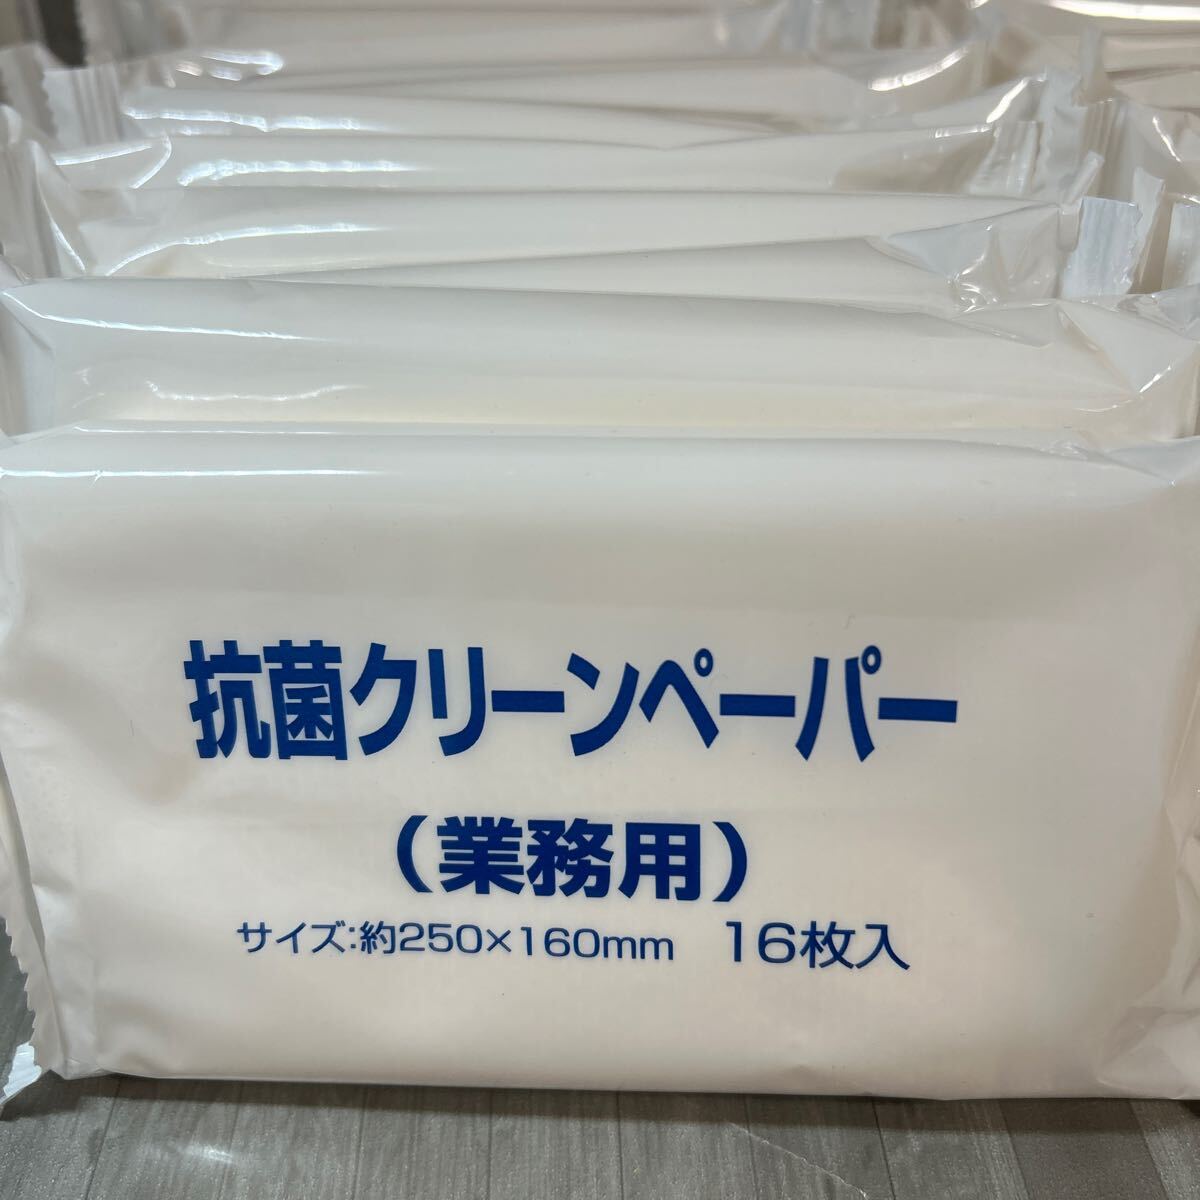 抗菌クリーンペーパー
（業務用）
サイズ:約250×160mm　16枚入